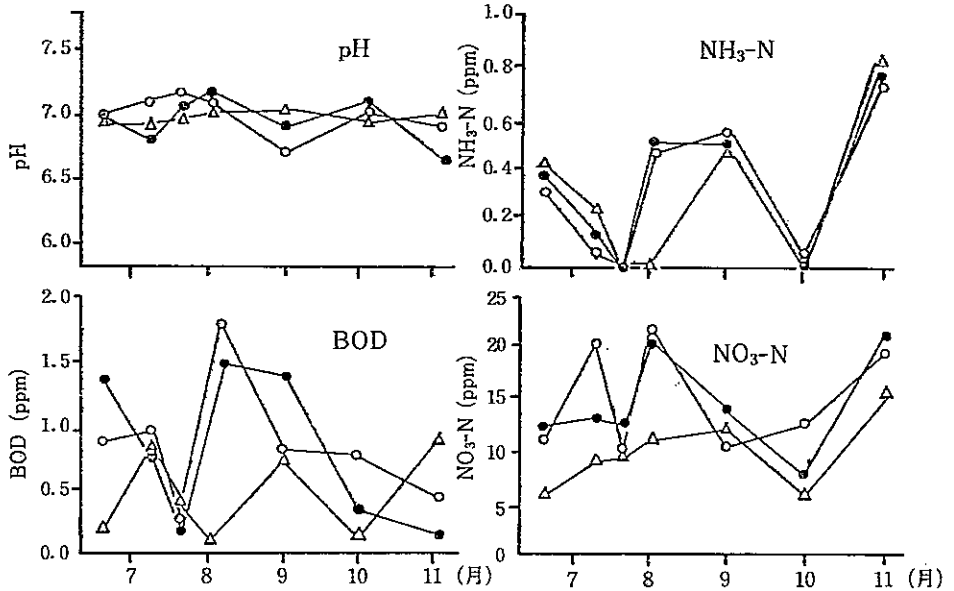 pH
7.5
7.0
6.5
6.0
pH
NH₃-N
1.0
0.8
0.6
0.4
0.2
0.0
NH₃-N (ppm)
BOD
2.0
1.5
1.0
0.5
0.0
BOD (ppm)
7 8 9 10 11 (月)
NO₃-N
25
20
15
10
5
0
NO₃-N (ppm)
7 8 9 10 11 (月)